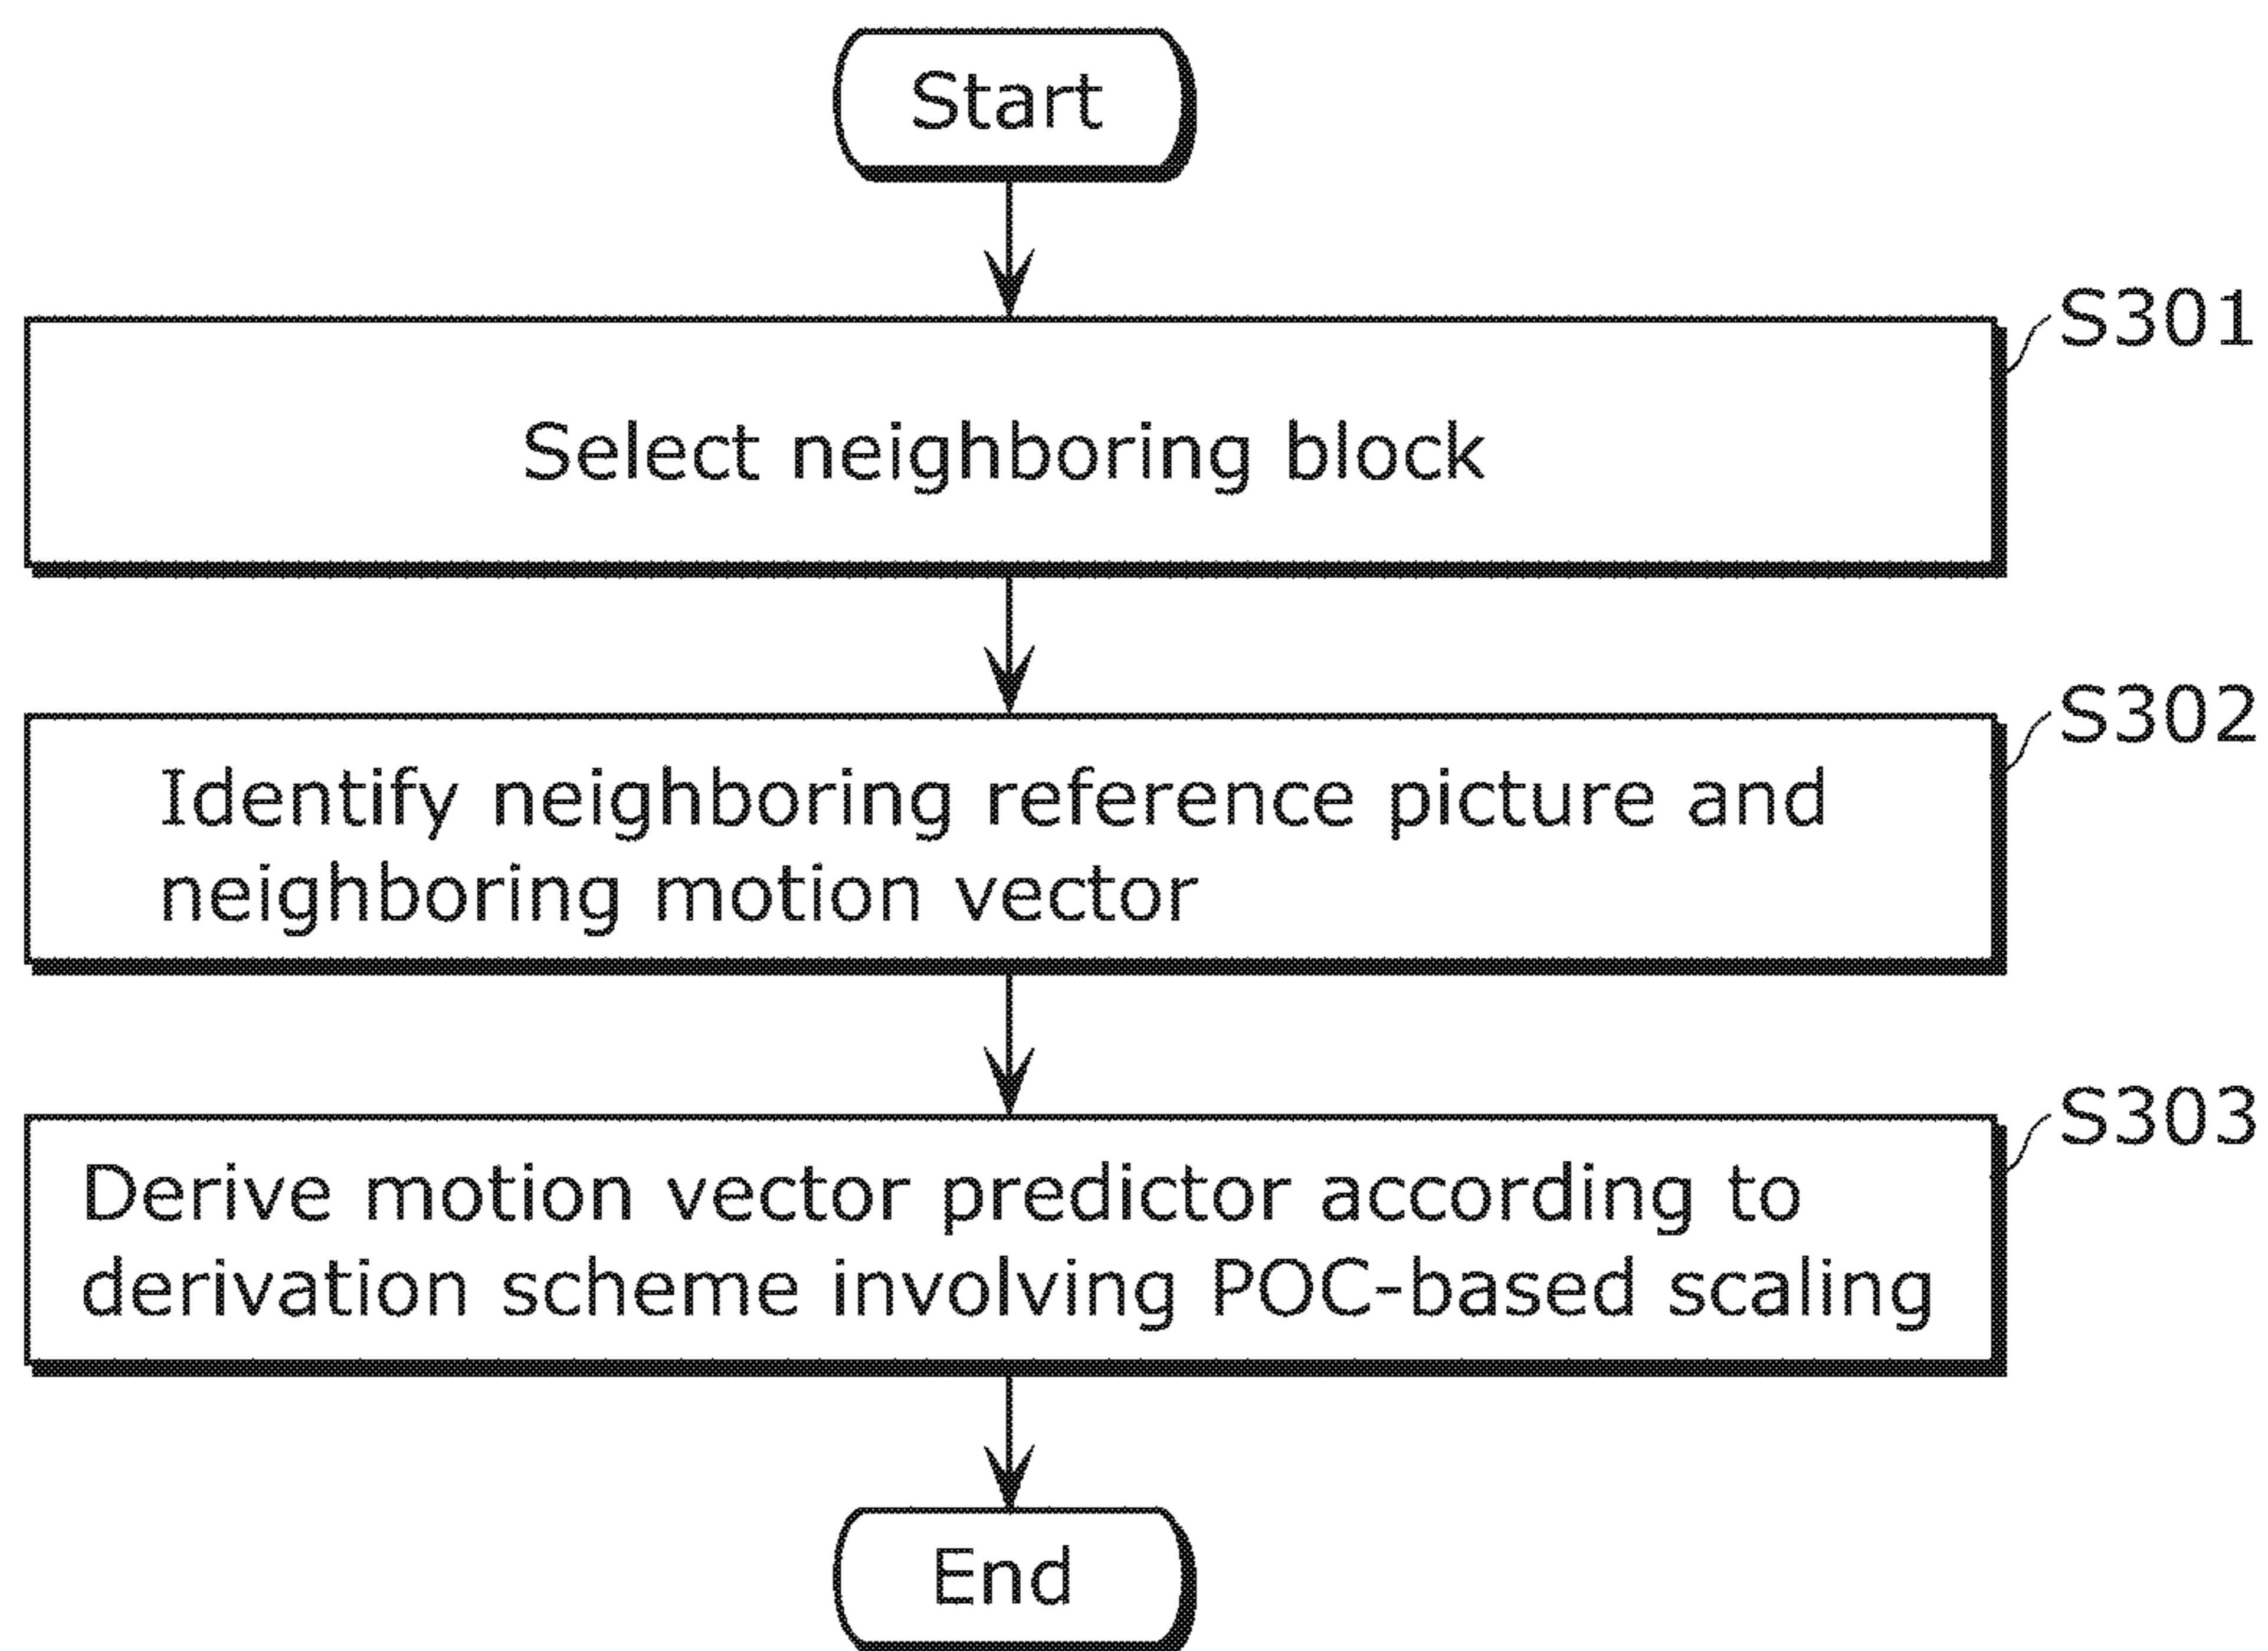 Start
S301
Select neighboring block
S302
Identify neighboring reference picture and
neighboring motion vector
S303
Derive motion vector predictor according to
derivation scheme involving POC-based scaling
End